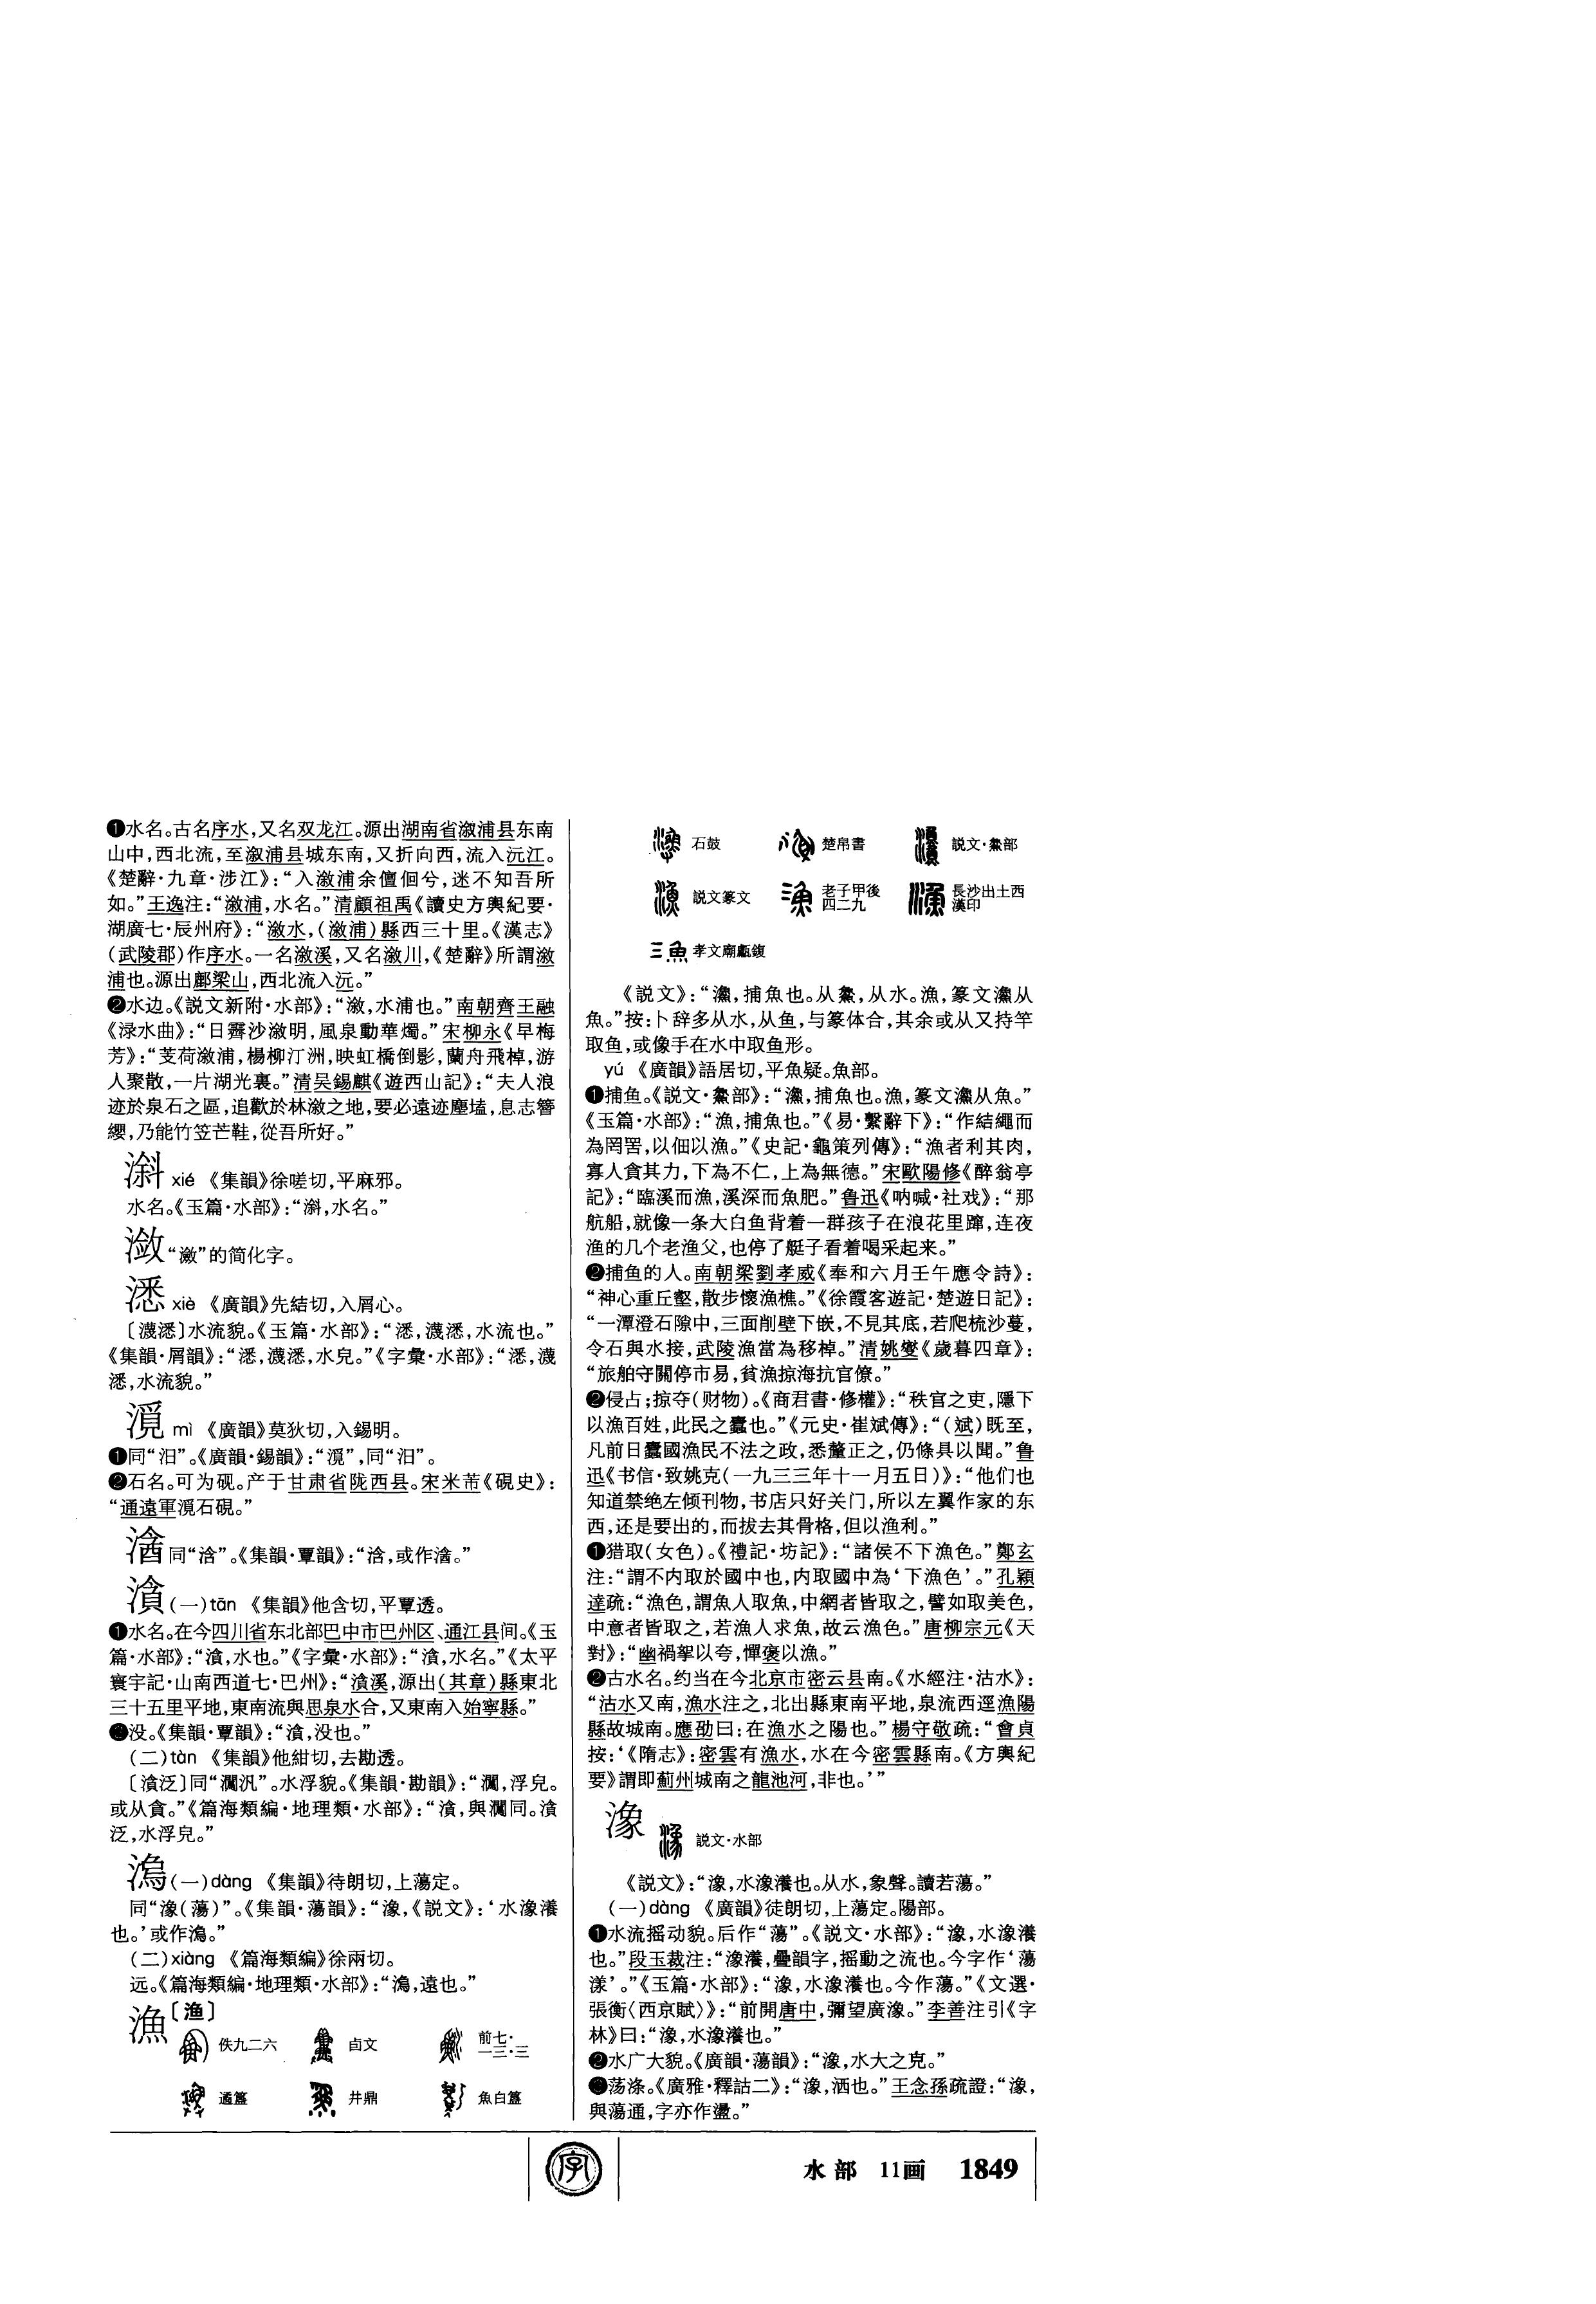 ❶水名。古名序水,又名双龙江。源出湖南省溆浦县东南
山中,西北流,至溆浦县城东南,又折向西,流入沅江。
《楚辭·九章·涉江》:“入漵浦余儃佪兮,迷不知吾所
如。”王逸注:“漵浦,水名。”清顧祖禹《讀史方輿紀要·
湖廣七·辰州府》:“漵水,(漵浦)縣西三十里。《漢志》
(武陵郡)作序水。一名漵溪,又名漵川,《楚辭》所謂漵
浦也。源出鄜梁山,西北流入沅。”
❷水边。《説文新附·水部》:“漵,水浦也。”南朝齊王融
《渌水曲》:“日霽沙漵明,風泉動華燭。”宋柳永《早梅
芳》:“芰荷漵浦,楊柳汀洲,映虹橋倒影,蘭舟飛棹,游
人聚散,一片湖光裏。”清吴錫麒《遊西山記》:“夫人浪
迹於泉石之區,追歡於林漵之地,要必遠迹塵壒,息志簪
纓,乃能竹笠芒鞋,從吾所好。”
㴬 xié 《集韻》徐嗟切,平麻邪。
水名。《玉篇·水部》:“㴬,水名。”
潋“瀲”的简化字。
㴽 xiè 《廣韻》先結切,入屑心。
〔瀎㴽〕水流貌。《玉篇·水部》:“㴽,瀎㴽,水流也。”
《集韻·屑韻》:“㴽,瀎㴽,水皃。”《字彙·水部》:“㴽,瀎
㴽,水流貌。”
漞 mì 《廣韻》莫狄切,入錫明。
❶同“汨”。《廣韻·錫韻》:“漞”,同“汨”。
❷石名。可为砚。产于甘肃省陇西县。宋米芾《硯史》:
“通遠軍漞石硯。”
同“浛”。《集韻·覃韻》:“浛,或作。”
湌(一)tān 《集韻》他含切,平覃透。
❶水名。在今四川省东北部巴中市巴州区、通江县间。《玉
篇·水部》:“㵅,水也。”《字彙·水部》:“㵅,水名。”《太平
寰宇記·山南西道七·巴州》:“㵅溪,源出(其章)縣東北
三十五里平地,東南流與思泉水合,又東南入始寧縣。”
❷没。《集韻·覃韻》:“㵅,没也。”
(二)tàn 《集韻》他紺切,去勘透。
〔㵅泛〕同“灛汎”。水浮貌。《集韻·勘韻》:“灛,浮皃。
或从貪。”《篇海類編·地理類·水部》:“㵅,與灛同。㵅
泛,水浮皃。”
潒(一)dàng 《集韻》待朗切,上蕩定。
同“潒(蕩)”。《集韻·蕩韻》:“潒,《説文》:‘水潒瀁
也。’或作。”
(二)xiàng 《篇海類編》徐兩切。
远。《篇海類編·地理類·水部》:“,遠也。”
漁〔渔〕
佚九二六 卣文 前七·一三·三
遹簋 井鼎 魚白簋
石鼓 楚帛書 説文·䲆部
説文篆文 老子甲後四二九 長沙出土西漢印
孝文廟甗鍑
《説文》:“𤅮,捕魚也。从䲆,从水。漁,篆文𤅮从
魚。”按:卜辞多从水,从鱼,与篆体合,其余或从又持竿
取鱼,或像手在水中取鱼形。
yú 《廣韻》語居切,平魚疑。魚部。
❶捕鱼。《説文·䲆部》:“𤅮,捕魚也。漁,篆文𤅮从魚。”
《玉篇·水部》:“漁,捕魚也。”《易·繫辭下》:“作結繩而
為罔罟,以佃以漁。”《史記·龜策列傳》:“漁者利其肉,
寡人貪其力,下為不仁,上為無德。”宋歐陽修《醉翁亭
記》:“臨溪而漁,溪深而魚肥。”鲁迅《呐喊·社戏》:“那
航船,就像一条大白鱼背着一群孩子在浪花里蹿,连夜
渔的几个老渔父,也停了艇子看着喝采起来。”
❷捕鱼的人。南朝梁劉孝威《奉和六月壬午應令詩》:
“神心重丘壑,散步懷漁樵。”《徐霞客遊記·楚遊日記》:
“一潭澄石隙中,三面削壁下嵌,不見其底,若爬梳沙蔓,
令石與水接,武陵漁當為移棹。”清姚燮《歲暮四章》:
“旅舶守關停市易,貧漁掠海抗官僚。”
❷侵占;掠夺(财物)。《商君書·修權》:“秩官之吏,隱下
以漁百姓,此民之蠹也。”《元史·崔斌傳》:“(斌)既至,
凡前日蠹國漁民不法之政,悉釐正之,仍條具以聞。”鲁
迅《书信·致姚克(一九三三年十一月五日)》:“他们也
知道禁绝左倾刊物,书店只好关门,所以左翼作家的东
西,还是要出的,而拔去其骨格,但以渔利。”
❶猎取(女色)。《禮記·坊記》:“諸侯不下漁色。”鄭玄
注:“謂不内取於國中也,内取國中為‘下漁色’。”孔穎
達疏:“漁色,謂魚人取魚,中網者皆取之,譬如取美色,
中意者皆取之,若漁人求魚,故云漁色。”唐柳宗元《天
對》:“幽禍挐以夸,憚褒以漁。”
❷古水名。约当在今北京市密云县南。《水經注·沽水》:
“沽水又南,漁水注之,北出縣東南平地,泉流西逕漁陽
縣故城南。應劭曰:在漁水之陽也。”楊守敬疏:“會貞
按:‘《隋志》:密雲有漁水,水在今密雲縣南。《方輿紀
要》謂即薊州城南之龍池河,非也。’”
潒 説文·水部
《説文》:“潒,水潒瀁也。从水,象聲。讀若蕩。”
(一)dàng 《廣韻》徒朗切,上蕩定。陽部。
❶水流摇动貌。后作“蕩”。《説文·水部》:“潒,水潒瀁
也。”段玉裁注:“潒瀁,疊韻字,摇動之流也。今字作‘蕩
漾’。”《玉篇·水部》:“潒,水潒瀁也。今作蕩。”《文選·
張衡〈西京賦〉》:“前開唐中,彌望廣潒。”李善注引《字
林》曰:“潒,水潒瀁也。”
❷水广大貌。《廣韻·蕩韻》:“潒,水大之皃。”
荡涤。《廣雅·釋詁二》:“潒,洒也。”王念孫疏證:“潒,
與蕩通,字亦作盪。”
水部 11画 1849